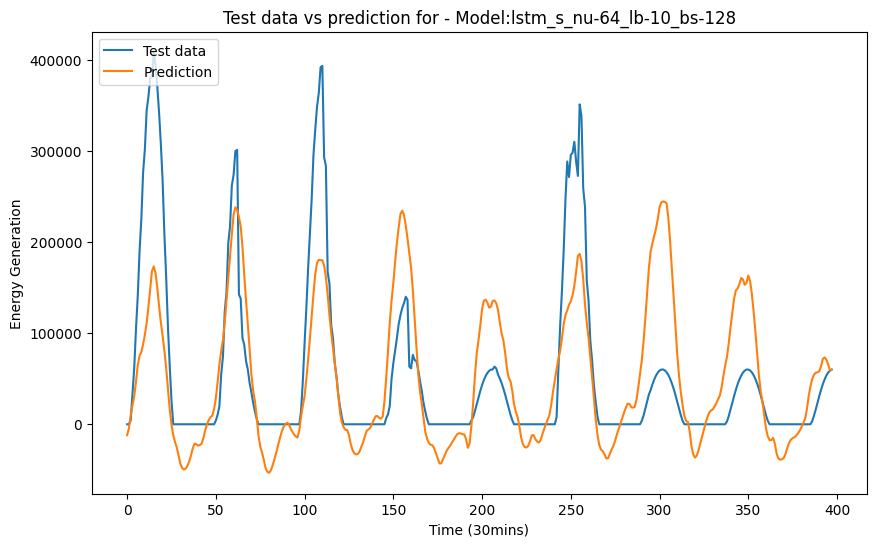 Test data vs prediction for - Model:lstm_s_nu-64_lb-10_bs-128
Test data
Prediction
400000
300000
200000
100000
0
Energy Generation
0 50 100 150 200 250 300 350 400
Time (30mins)